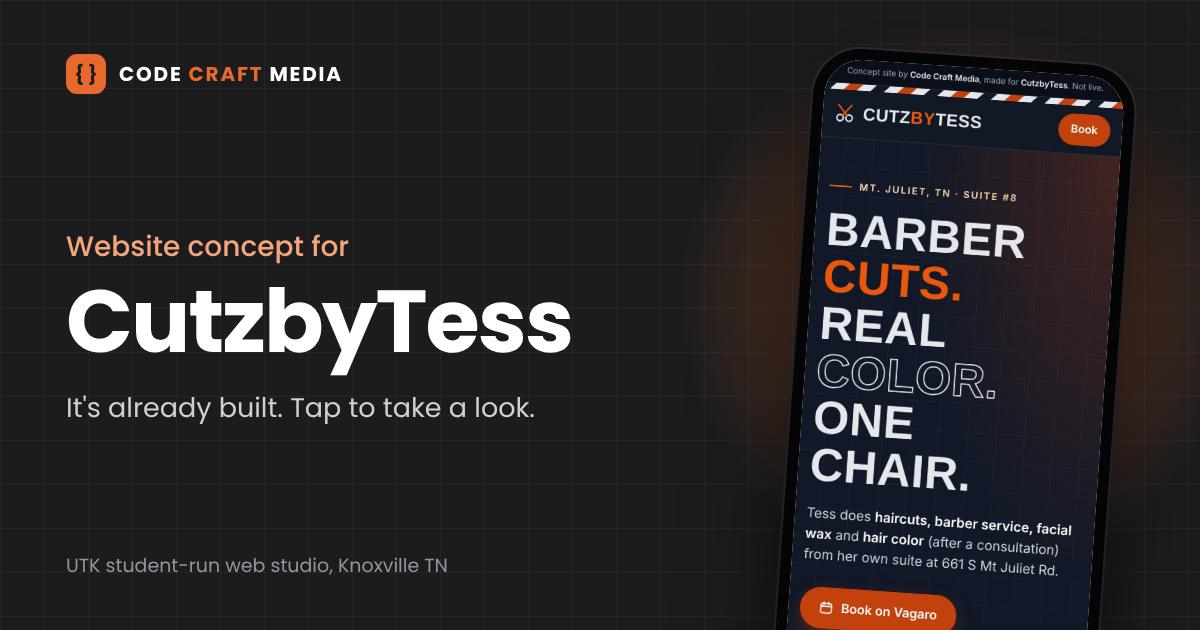 { } CODE CRAFT MEDIA
Website concept for
CutzbyTess
It's already built. Tap to take a look.
UTK student-run web studio, Knoxville TN
Concept site by Code Craft Media, made for CutzbyTess. Not live.
CUTZBYTESS
Book
MT. JULIET, TN · SUITE #8
BARBER
CUTS.
REAL
COLOR.
ONE
CHAIR.
Tess does haircuts, barber service, facial
wax and hair color (after a consultation)
from her own suite at 661 S Mt Juliet Rd.
Book on Vagaro